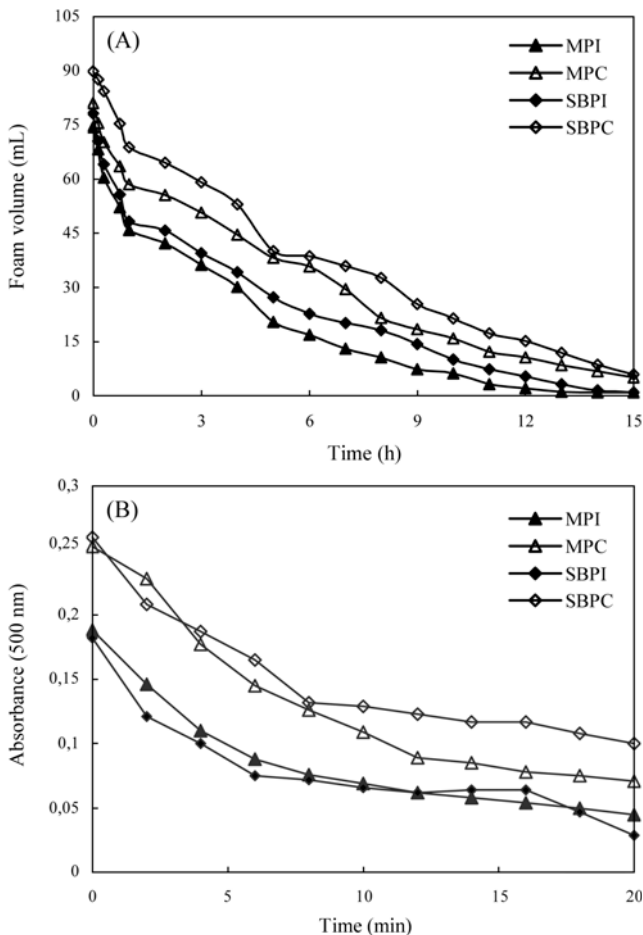 105
(A)
MPI
90
MPC
SBPI
75
SBPC
60
45
30
15
0
Foam volume (mL)
0 3 6 9 12 15
Time (h)
0,3
(B)
MPI
MPC
0,25
SBPI
SBPC
0,2
0,15
0,1
0,05
0
Absorbance (500 nm)
0 5 10 15 20
Time (min)